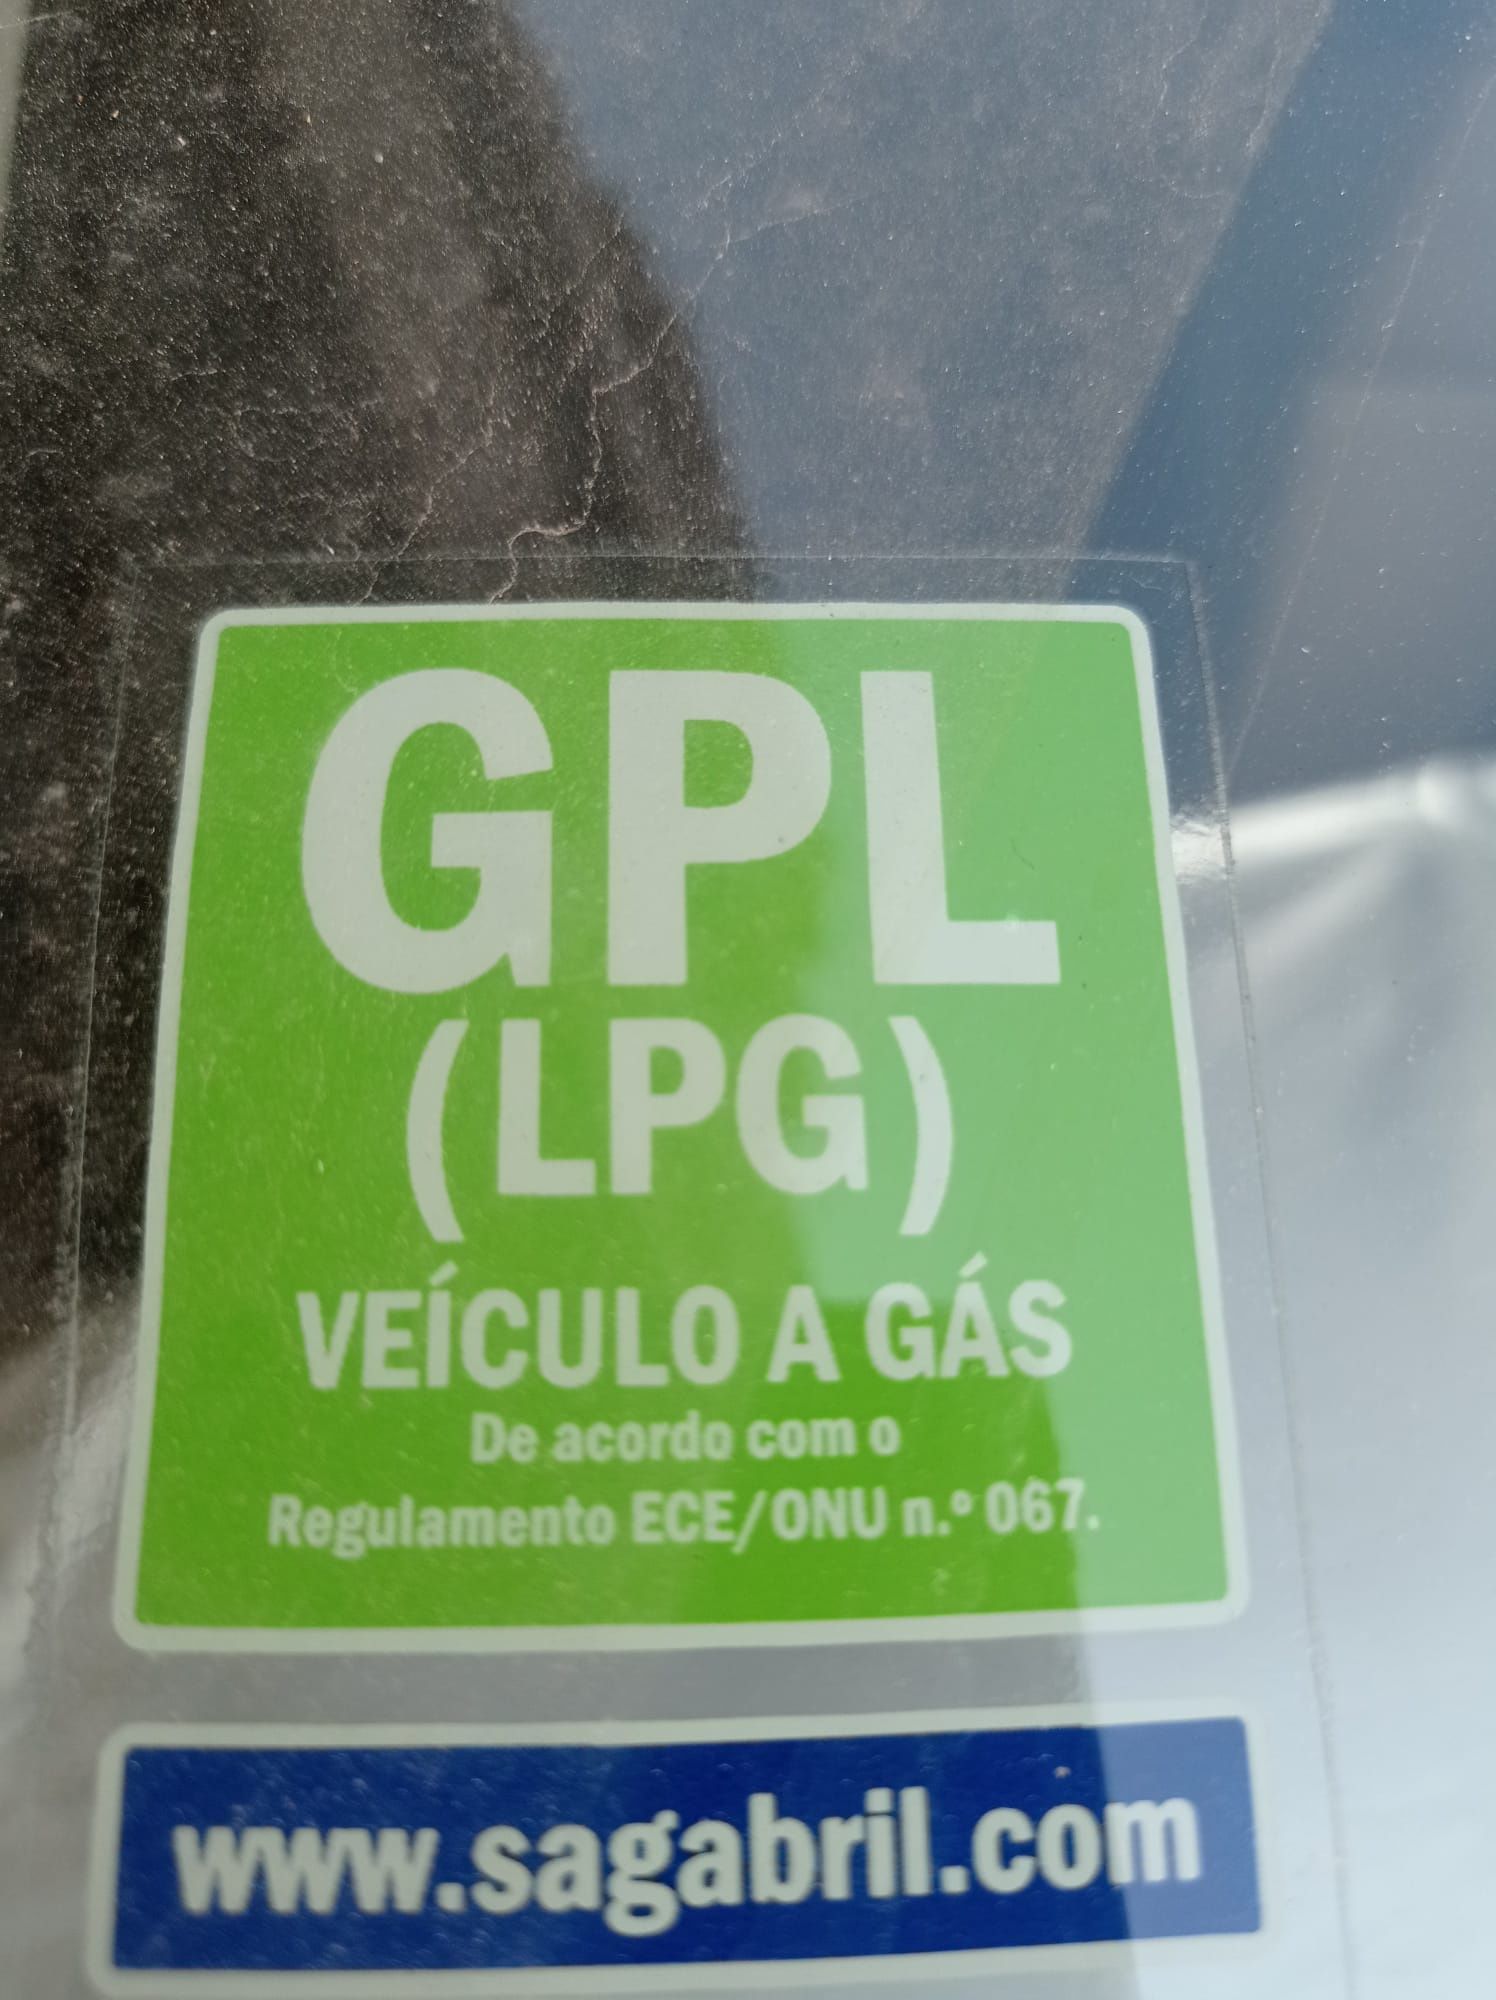 GPL
(LPG)
VEÍCULO A GÁS
De acordo com o
Regulamento ECE/ONU n.º 067.
www.sagabril.com